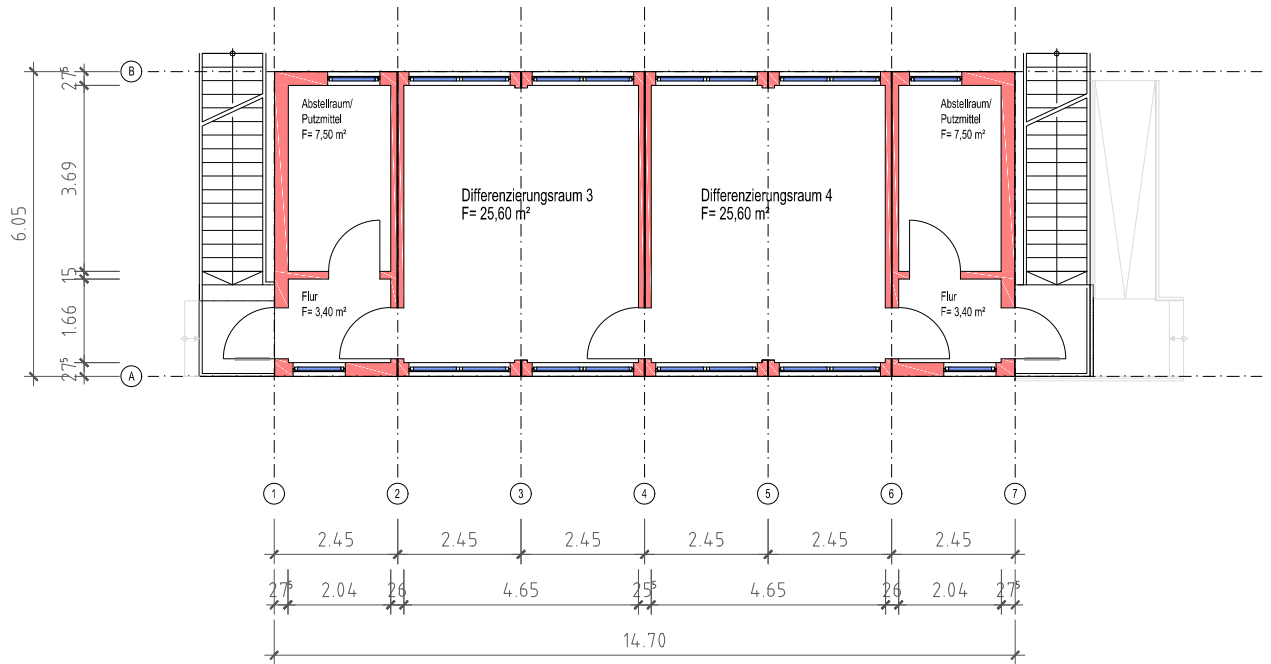 B
A
27⁵
3.69
15
1.66
27⁵
6.05
Abstellraum/
Putzmittel
F= 7,50 m²
Differenzierungsraum 3
F= 25,60 m²
Differenzierungsraum 4
F= 25,60 m²
Abstellraum/
Putzmittel
F= 7,50 m²
Flur
F= 3,40 m²
Flur
F= 3,40 m²
1 2 3 4 5 6 7
2.45 2.45 2.45 2.45 2.45 2.45
27⁵ 2.04 26 4.65 25⁵ 4.65 26 2.04 27⁵
14.70